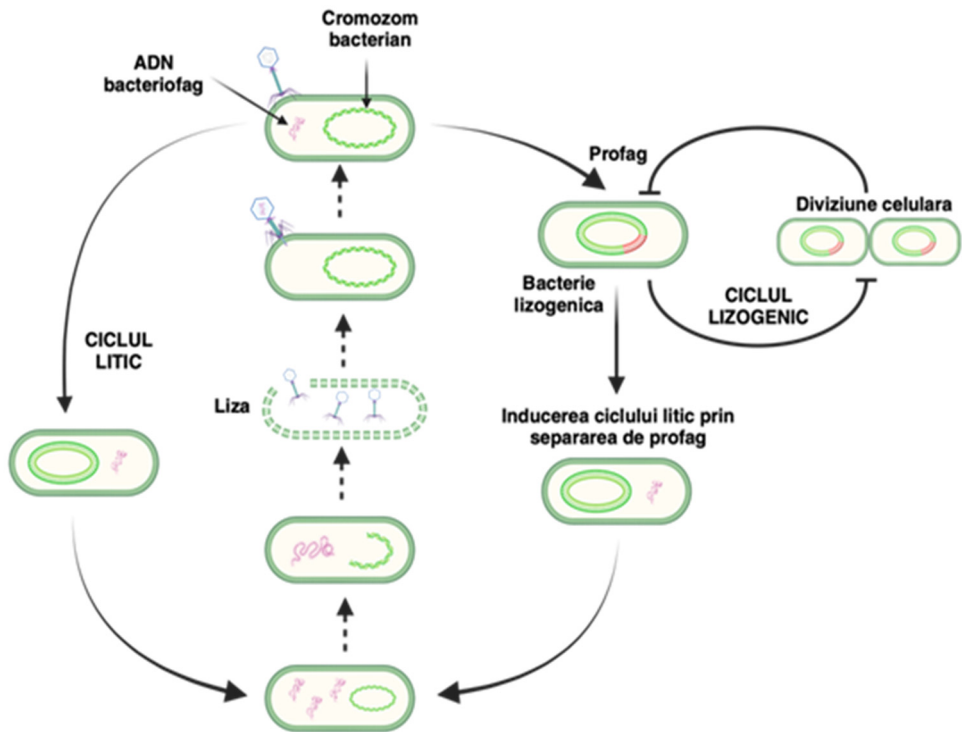 Cromozom
bacterian
ADN
bacteriofag
Profag
Diviziune celulara
Bacterie
lizogenica
CICLUL
LIZOGENIC
CICLUL
LITIC
Liza
Inducerea ciclului litic prin
separarea de profag